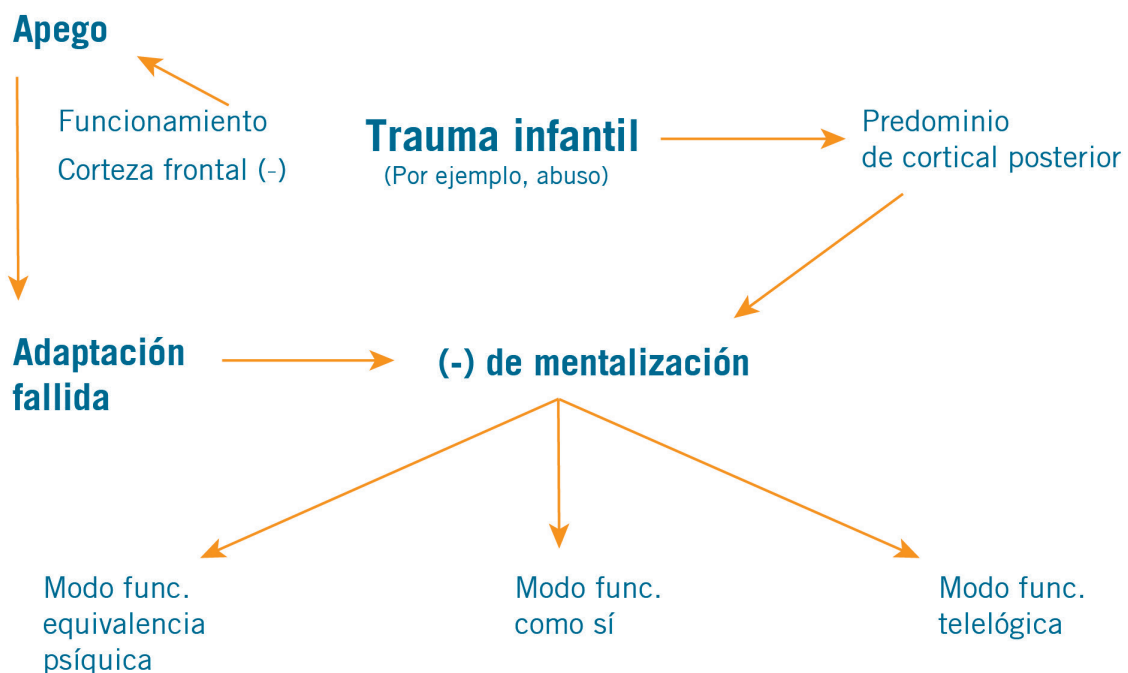 Apego
Funcionamiento
Corteza frontal (-)
Trauma infantil
(Por ejemplo, abuso)
Predominio
de cortical posterior
Adaptación
fallida
(-) de mentalización
Modo func.
equivalencia
psíquica
Modo func.
como sí
Modo func.
telelógica